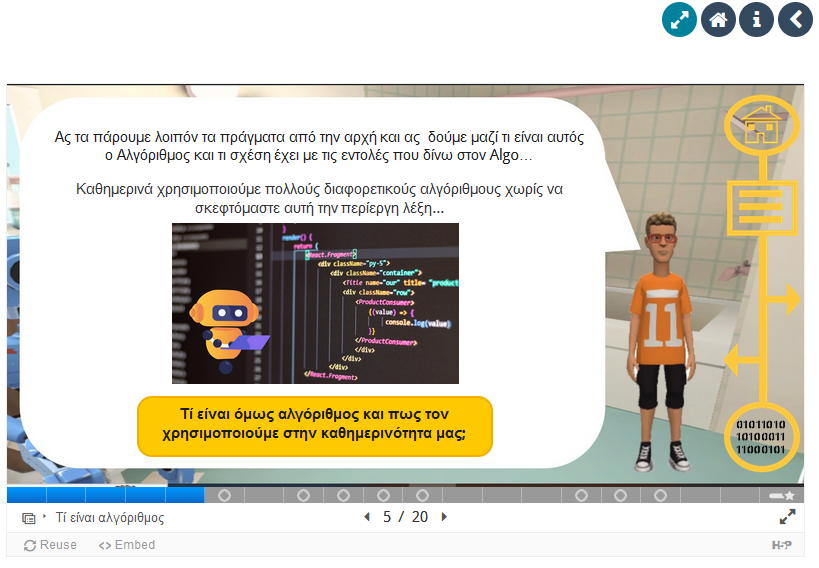 Ας τα πάρουμε λοιπόν τα πράγματα από την αρχή και ας  δούμε μαζί τι είναι αυτός
ο Αλγόριθμος και τι σχέση έχει με τις εντολές που δίνω στον Algo…
Καθημερινά χρησιμοποιούμε πολλούς διαφορετικούς αλγόριθμους χωρίς να
σκεφτόμαστε αυτή την περίεργη λέξη...
}
render() {
return (
<React.Fragment>
<div className="py-5">
<div className="container">
<Title name="our" title= "product
<div className="row">
<ProductConsumer>
{(value) => {
console.log(value)
}}
</ProductConsumer>
</div>
</div>
</div>
</React.Fragment>
11
01011010
10100011
11000101
Τί είναι όμως αλγόριθμος και πως τον
χρησιμοποιούμε στην καθημερινότητα μας;
Τί είναι αλγόριθμος
5 / 20
Reuse
Embed
H5P